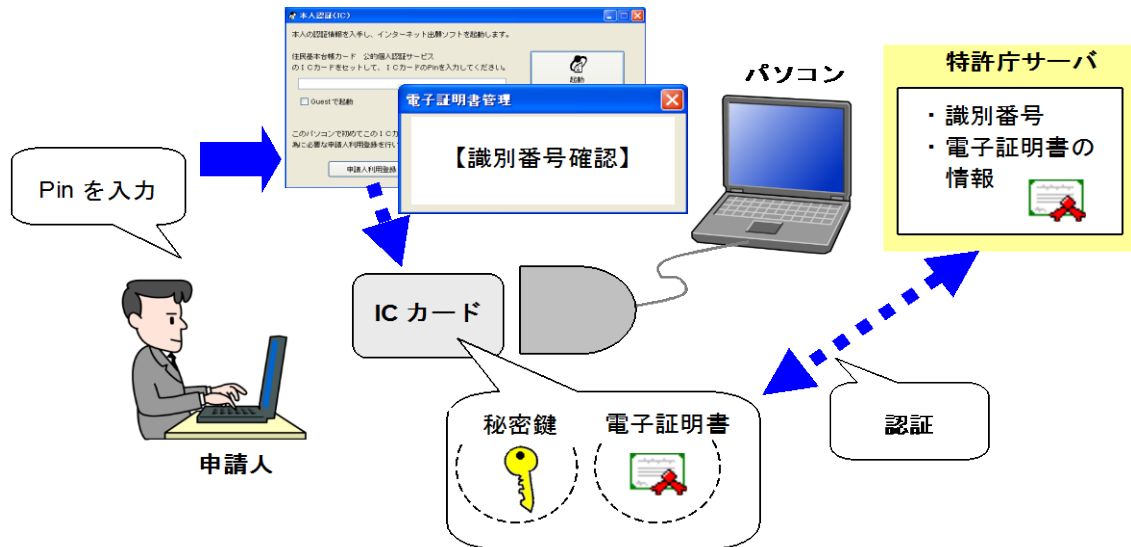 本人認証(IC)
本人の認証情報を入手し、インターネット出願ソフトを起動します。
住民基本台帳カード 公的個人認証サービス
のICカードをセットして、ICカードのPinを入力してください。
起動
Guestで起動
このパソコンで初めてこのICカ
為に必要な申請人利用登録を行い
申請人利用登録
電子証明書管理
【識別番号確認】
パソコン
特許庁サーバ
・識別番号
・電子証明書の
情報
Pin を入力
IC カード
申請人
秘密鍵
電子証明書
認証